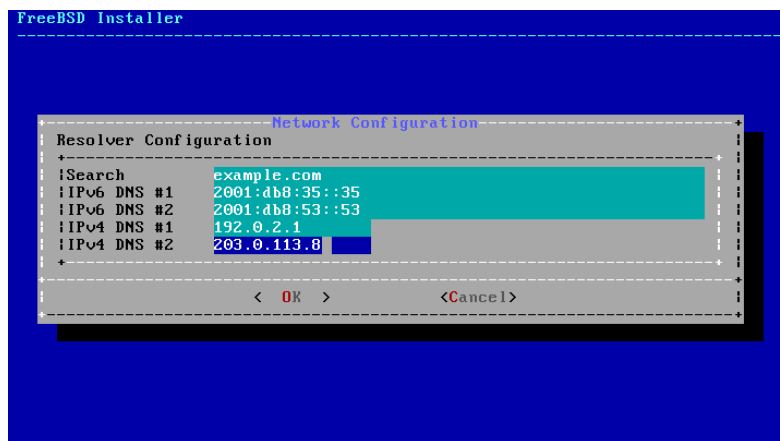 FreeBSD Installer
Network Configuration
Resolver Configuration
Search example.com
IPv6 DNS #1 2001:db8:35::35
IPv6 DNS #2 2001:db8:53::53
IPv4 DNS #1 192.0.2.1
IPv4 DNS #2 203.0.113.8
< OK > <Cancel>